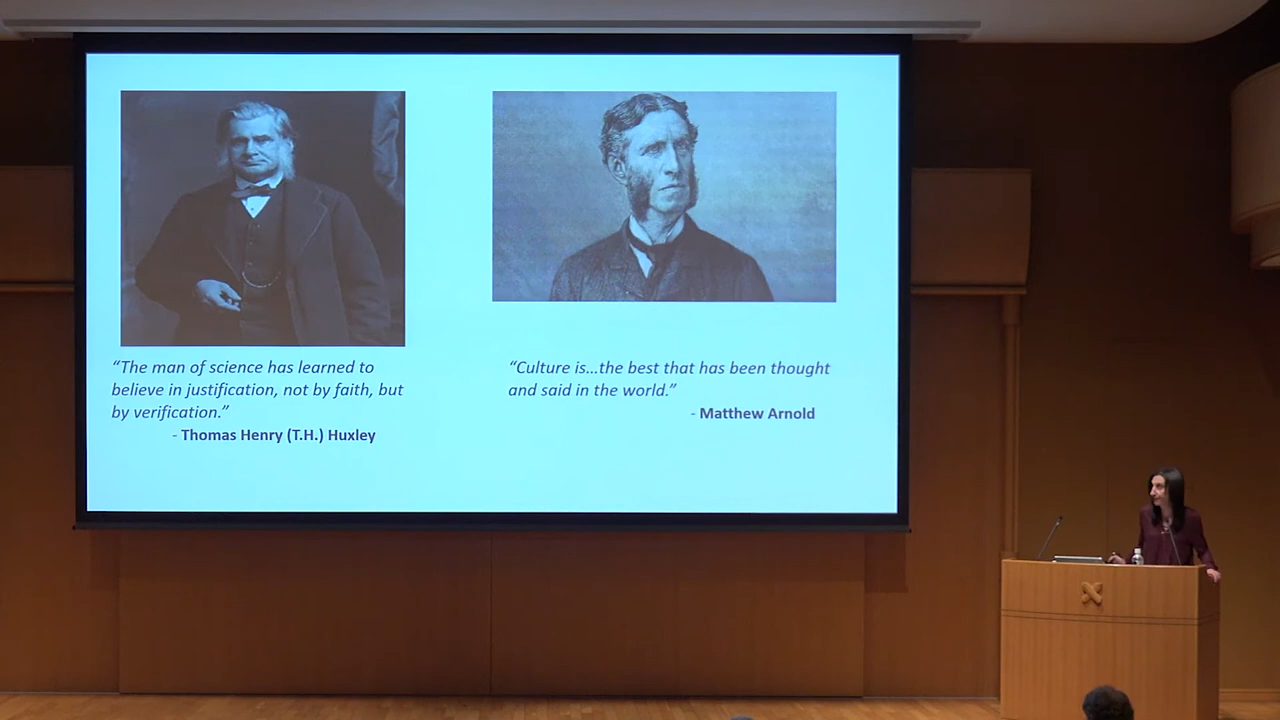 “The man of science has learned to
believe in justification, not by faith, but
by verification.”
- Thomas Henry (T.H.) Huxley
“Culture is...the best that has been thought
and said in the world.”
- Matthew Arnold